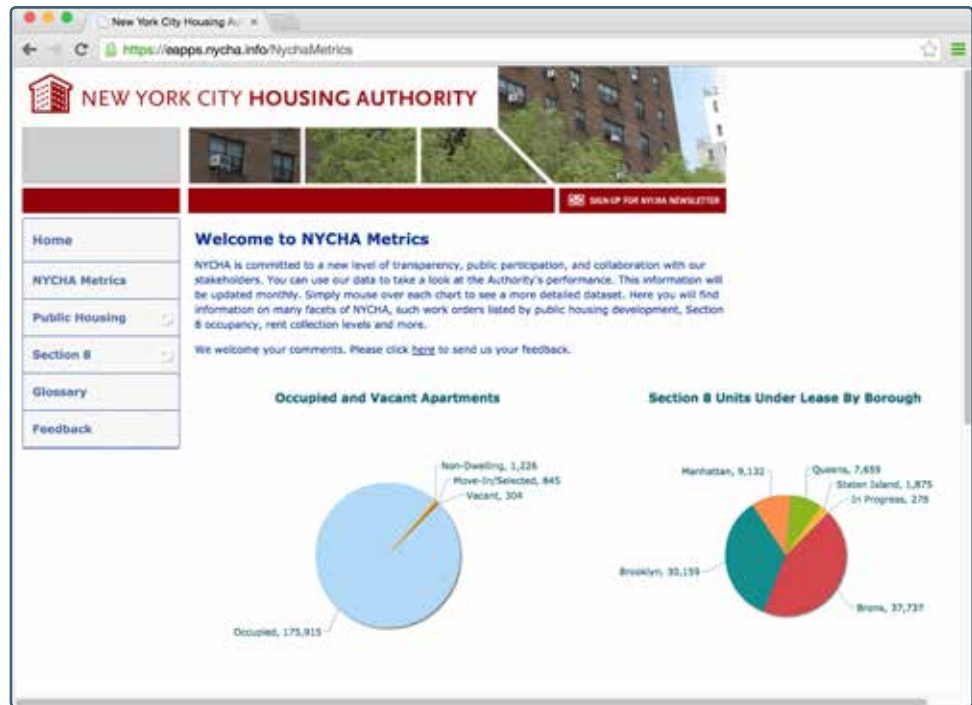 New York City Housing Au
https://eapps.nycha.info/NychaMetrics
NEW YORK CITY HOUSING AUTHORITY
SIGN-UP FOR NYCHA NEWSLETTER
Home
NYCHA Metrics
Public Housing
Section 8
Glossary
Feedback
Welcome to NYCHA Metrics
NYCHA is committed to a new level of transparency, public participation, and collaboration with our
stakeholders. You can use our data to take a look at the Authority's performance. This information will
be updated monthly. Simply mouse over each chart to see a more detailed dataset. Here you will find
information on many facets of NYCHA, such work orders listed by public housing development, Section
8 occupancy, rent collection levels and more.
We welcome your comments. Please click here to send us your feedback.
Occupied and Vacant Apartments
Non-Dwelling, 1,226
Move-In/Selected, 845
Vacant, 304
Occupied, 175,915
Section 8 Units Under Lease By Borough
Manhattan, 9,132
Queens, 7,659
Staten Island, 1,875
In Progress, 278
Brooklyn, 30,159
Bronx, 37,737